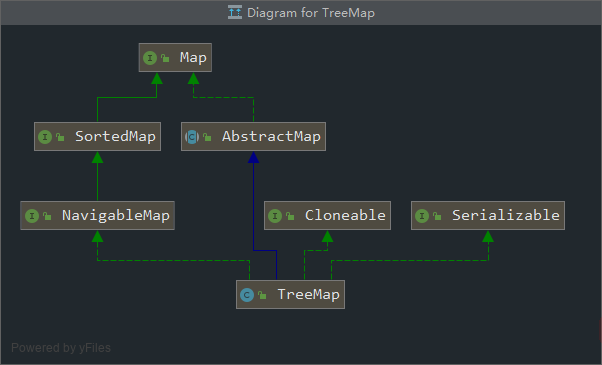 Diagram for TreeMap
I Map
I SortedMap
C AbstractMap
I NavigableMap
I Cloneable
I Serializable
C TreeMap
Powered by yFiles